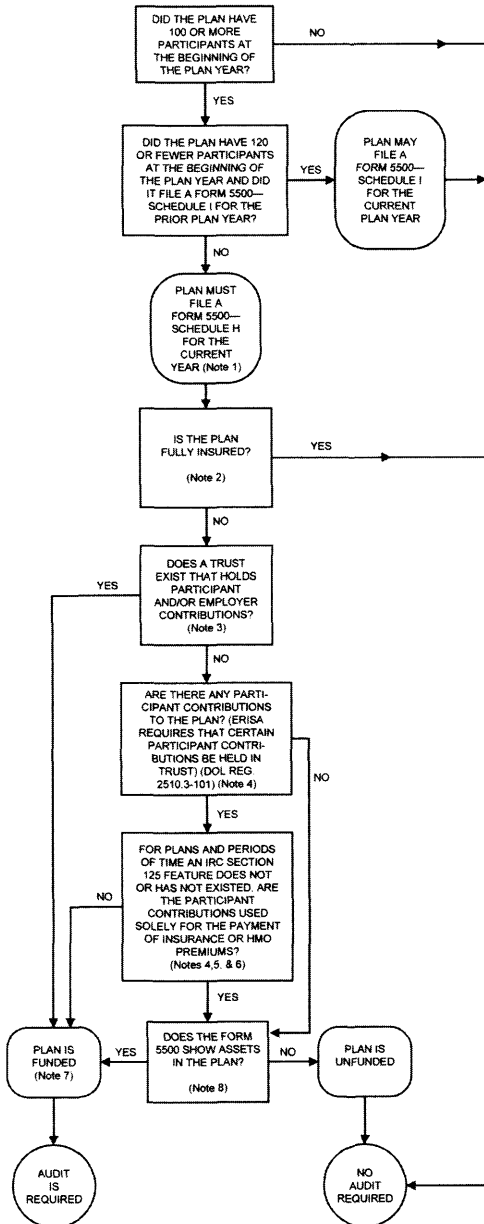 DID THE PLAN HAVE
100 OR MORE
PARTICIPANTS AT
THE BEGINNING OF
THE PLAN YEAR?
NO
YES
DID THE PLAN HAVE 120
OR FEWER PARTICIPANTS
AT THE BEGINNING OF
THE PLAN YEAR AND DID
IT FILE A FORM 5500—
SCHEDULE I FOR THE
PRIOR PLAN YEAR?
YES
PLAN MAY
FILE A
FORM 5500—
SCHEDULE I
FOR THE
CURRENT
PLAN YEAR
NO
PLAN MUST
FILE A
FORM 5500—
SCHEDULE H
FOR THE
CURRENT
YEAR (Note 1)
IS THE PLAN
FULLY INSURED?
(Note 2)
YES
NO
DOES A TRUST
EXIST THAT HOLDS
PARTICIPANT
AND/OR EMPLOYER
CONTRIBUTIONS?
(Note 3)
YES
NO
ARE THERE ANY PARTI-
CIPANT CONTRIBUTIONS
TO THE PLAN? (ERISA
REQUIRES THAT CERTAIN
PARTICIPANT CONTRI-
BUTIONS BE HELD IN
TRUST) (DOL REG.
2510.3-101) (Note 4)
NO
YES
FOR PLANS AND PERIODS
OF TIME AN IRC SECTION
125 FEATURE DOES NOT
OR HAS NOT EXISTED, ARE
THE PARTICIPANT
CONTRIBUTIONS USED
SOLELY FOR THE PAYMENT
OF INSURANCE OR HMO
PREMIUMS?
(Notes 4,5. & 6)
NO
YES
DOES THE FORM
5500 SHOW ASSETS
IN THE PLAN?
(Note 8)
YES
NO
PLAN IS
FUNDED
(Note 7)
PLAN IS
UNFUNDED
AUDIT
IS
REQUIRED
NO
AUDIT
REQUIRED